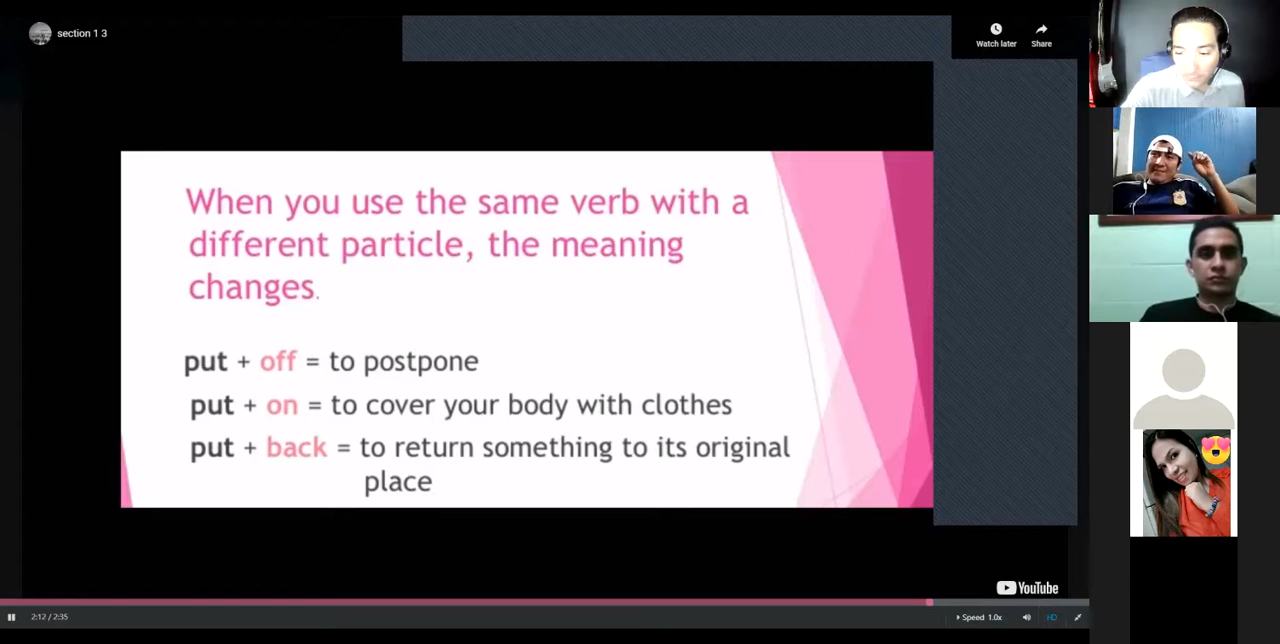 section 1 3
Watch later
Share
When you use the same verb with a
different particle, the meaning
changes.
put + off = to postpone
put + on = to cover your body with clothes
put + back = to return something to its original
place
YouTube
2:12 / 2:35
Speed 1.0x
HD